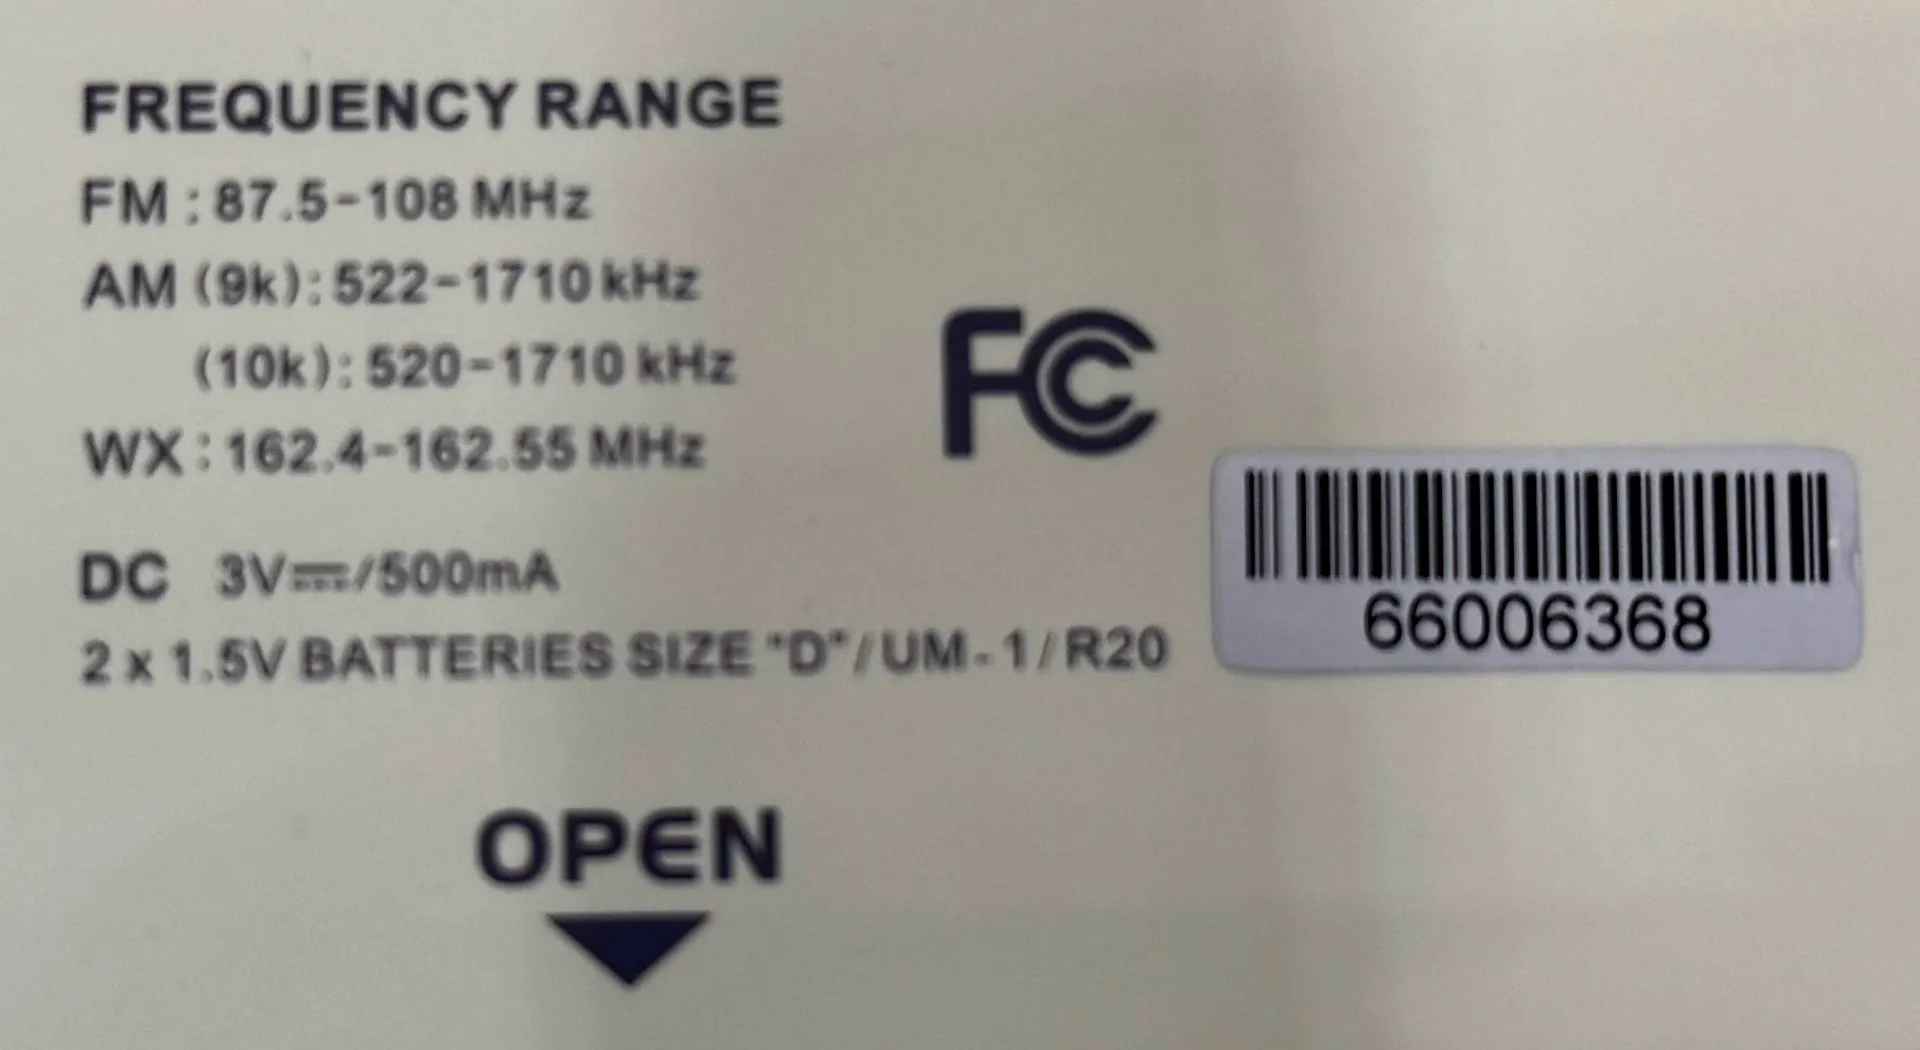 FREQUENCY RANGE
FM : 87.5-108 MHz
AM (9k): 522-1710 kHz
(10k): 520-1710 kHz
WX : 162.4-162.55 MHz
FC
DC 3V⎓/500mA
2 x 1.5V BATTERIES SIZE "D"/UM-1/R20
66006368
OPEN